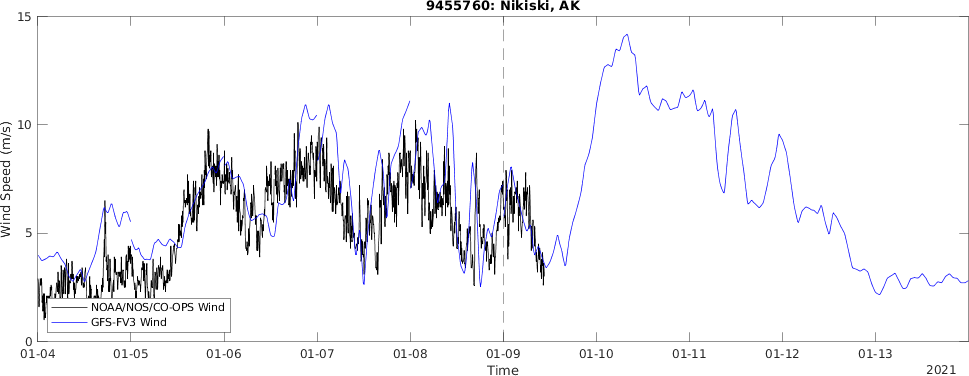 9455760: Nikiski, AK
Wind Speed (m/s)
15
10
5
0
NOAA/NOS/CO-OPS Wind
GFS-FV3 Wind
01-04 01-05 01-06 01-07 01-08 01-09 01-10 01-11 01-12 01-13
Time
2021